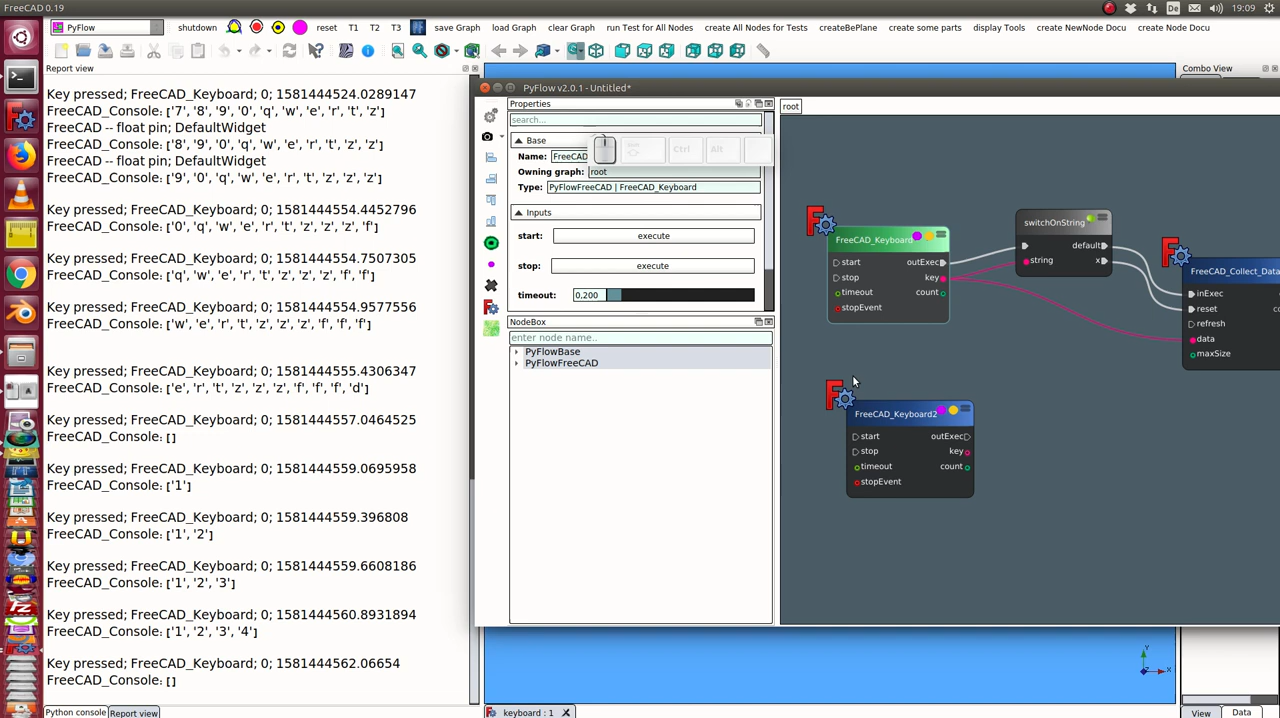 FreeCAD 0.19
De
19:09
PyFlow
shutdown
reset
T1
T2
T3
save Graph
load Graph
clear Graph
run Test for All Nodes
create All Nodes for Tests
createBePlane
create some parts
display Tools
create NewNode Docu
create Node Docu
Report view
Combo View
Key pressed; FreeCAD_Keyboard; 0; 1581444524.0289147
FreeCAD_Console: ['7', '8', '9', '0', 'q', 'w', 'e', 'r', 't', 'z']
FreeCAD -- float pin; DefaultWidget
['8', '9', '0', 'q', 'w', 'e', 'r', 't', 'z', 'z']
FreeCAD -- float pin; DefaultWidget
['9', '0', 'q', 'w', 'e', 'r', 't', 'z', 'z', 'z']
Key pressed; FreeCAD_Keyboard; 0; 1581444554.4452796
FreeCAD_Console: ['0', 'q', 'w', 'e', 'r', 't', 'z', 'z', 'z', 'f']
Key pressed; FreeCAD_Keyboard; 0; 1581444554.7507305
FreeCAD_Console: ['q', 'w', 'e', 'r', 't', 'z', 'z', 'z', 'f', 'f']
Key pressed; FreeCAD_Keyboard; 0; 1581444554.9577556
FreeCAD_Console: ['w', 'e', 'r', 't', 'z', 'z', 'z', 'f', 'f', 'f']
Key pressed; FreeCAD_Keyboard; 0; 1581444555.4306347
FreeCAD_Console: ['e', 'r', 't', 'z', 'z', 'z', 'f', 'f', 'f', 'd']
Key pressed; FreeCAD_Keyboard; 0; 1581444557.0464525
FreeCAD_Console: []
Key pressed; FreeCAD_Keyboard; 0; 1581444559.0695958
FreeCAD_Console: ['1']
Key pressed; FreeCAD_Keyboard; 0; 1581444559.396808
FreeCAD_Console: ['1', '2']
Key pressed; FreeCAD_Keyboard; 0; 1581444559.6608186
FreeCAD_Console: ['1', '2', '3']
Key pressed; FreeCAD_Keyboard; 0; 1581444560.8931894
FreeCAD_Console: ['1', '2', '3', '4']
Key pressed; FreeCAD_Keyboard; 0; 1581444562.06654
FreeCAD_Console: []
Python console
Report view
PyFlow v2.0.1 - Untitled*
Properties
search...
Base
Name: FreeCAD
Owning graph: root
Type: PyFlowFreeCAD | FreeCAD_Keyboard
Inputs
start: execute
stop: execute
timeout: 0,200
Ctrl
Alt
NodeBox
enter node name..
PyFlowBase
PyFlowFreeCAD
root
FreeCAD_Keyboard
start outExec
stop key
timeout count
stopEvent
switchOnString
default
string x
FreeCAD_Collect_Data
inExec
reset
refresh
data
maxSize
FreeCAD_Keyboard2
start outExec
stop key
timeout count
stopEvent
Y
X
keyboard : 1
View
Data